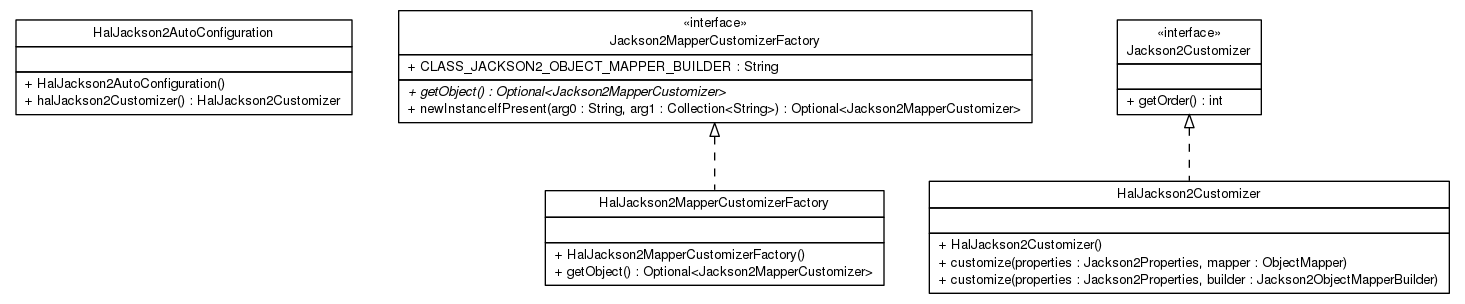 HalJackson2AutoConfiguration
+ HalJackson2AutoConfiguration()
+ halJackson2Customizer() : HalJackson2Customizer
«interface»
Jackson2MapperCustomizerFactory
+ CLASS_JACKSON2_OBJECT_MAPPER_BUILDER : String
+ getObject() : Optional<Jackson2MapperCustomizer>
+ newInstanceIfPresent(arg0 : String, arg1 : Collection<String>) : Optional<Jackson2MapperCustomizer>
«interface»
Jackson2Customizer
+ getOrder() : int
HalJackson2MapperCustomizerFactory
+ HalJackson2MapperCustomizerFactory()
+ getObject() : Optional<Jackson2MapperCustomizer>
HalJackson2Customizer
+ HalJackson2Customizer()
+ customize(properties : Jackson2Properties, mapper : ObjectMapper)
+ customize(properties : Jackson2Properties, builder : Jackson2ObjectMapperBuilder)